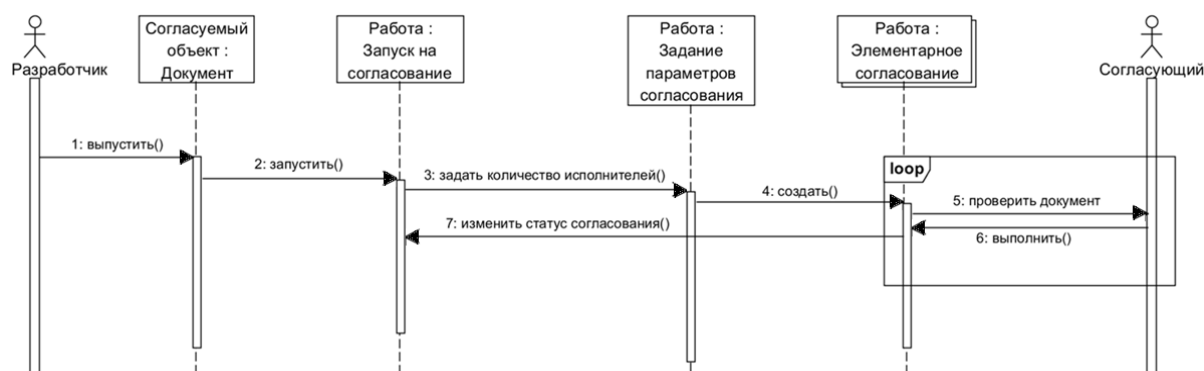 Разработчик
Согласуемый
объект :
Документ
Работа :
Запуск на
согласование
Работа :
Задание
параметров
согласования
Работа :
Элементарное
согласование
Согласующий
1: выпустить()
2: запустить()
3: задать количество исполнителей()
4: создать()
loop
5: проверить документ
6: выполнить()
7: изменить статус согласования()